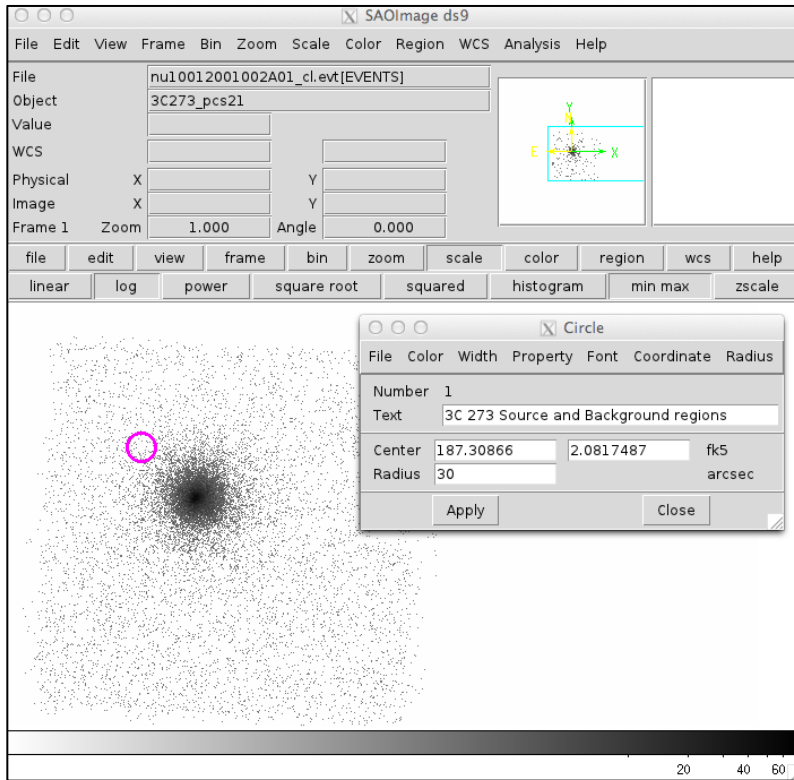 SAOImage ds9
File Edit View Frame Bin Zoom Scale Color Region WCS Analysis Help
File nu10012001002A01_cl.evt[EVENTS]
Object 3C273_pcs21
Value
WCS
Physical X Y
Image X Y
Frame 1 Zoom 1.000 Angle 0.000
Y
N
E
X
file edit view frame bin zoom scale color region wcs help
linear log power square root squared histogram min max zscale
Circle
File Color Width Property Font Coordinate Radius
Number 1
Text 3C 273 Source and Background regions
Center 187.30866 2.0817487 fk5
Radius 30 arcsec
Apply Close
20 40 60